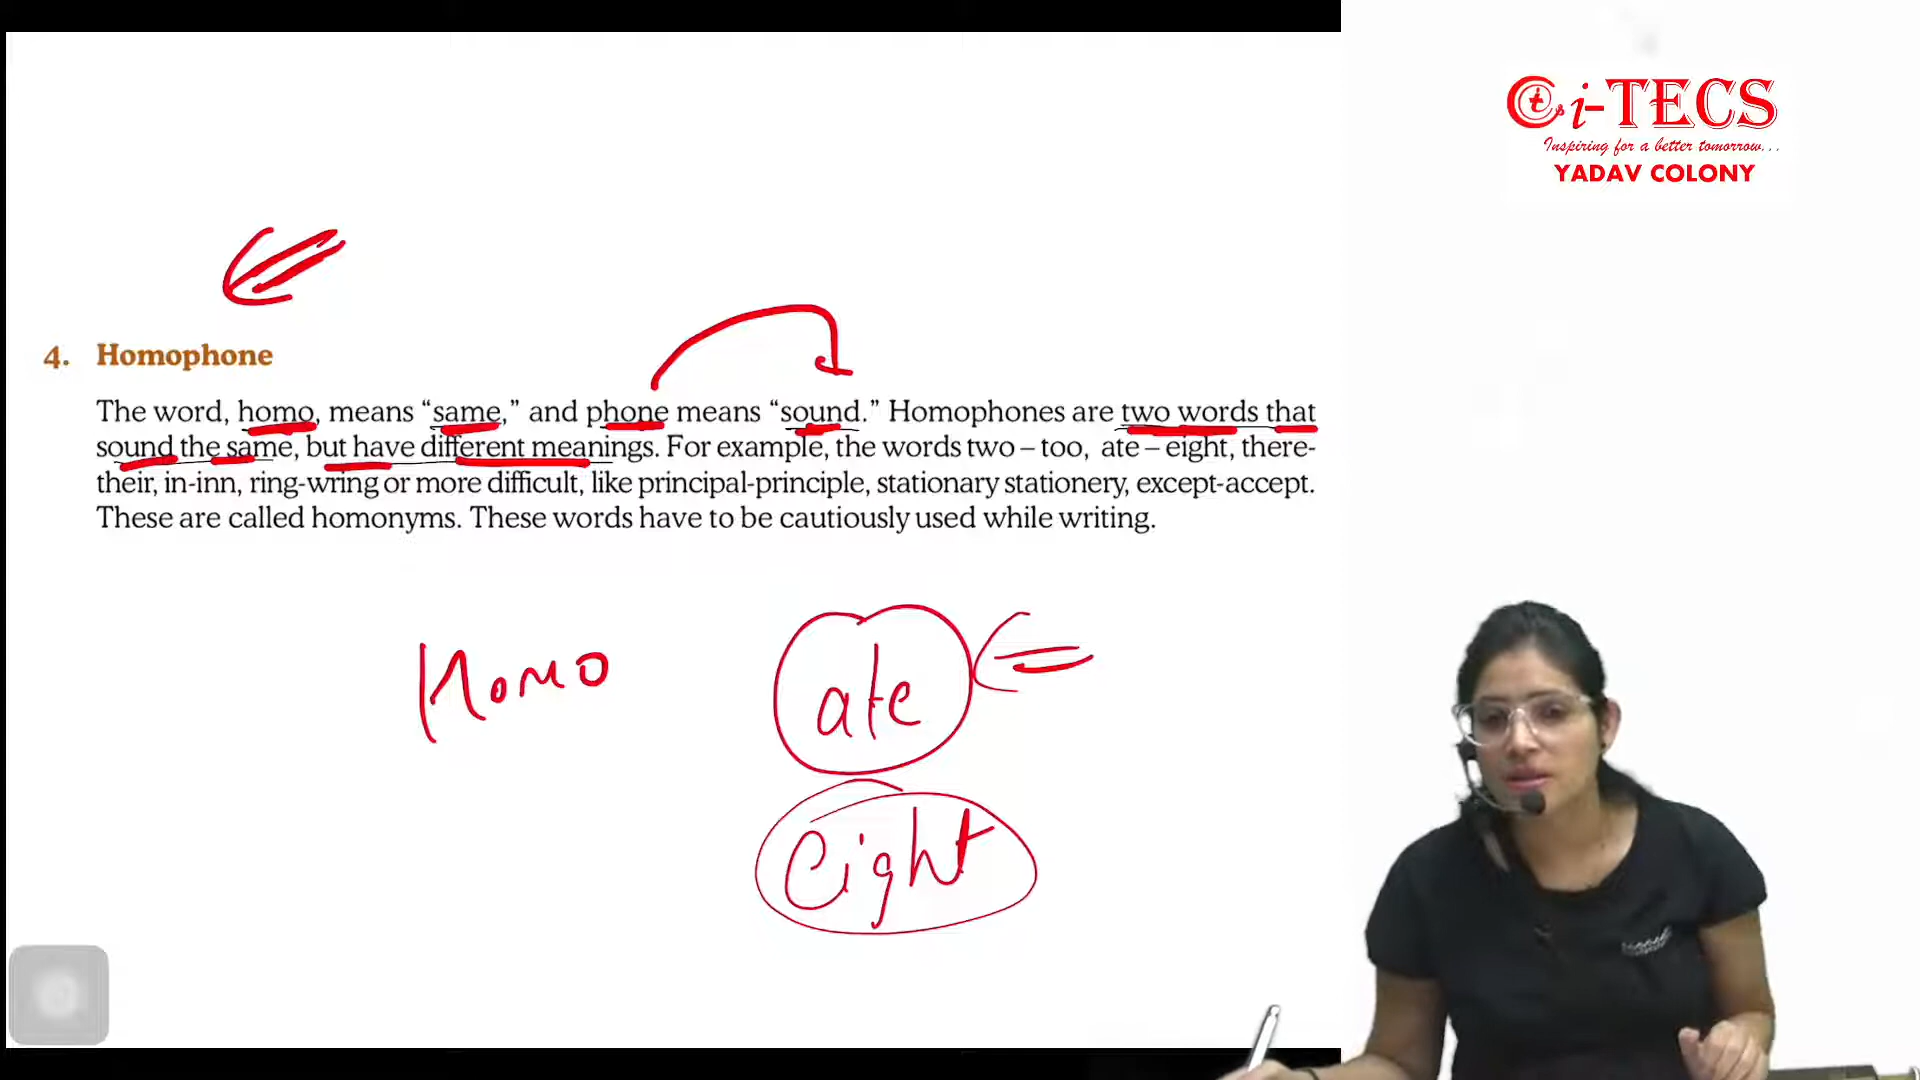 i-TECS
Inspiring for a better tomorrow...
YADAV COLONY
4. Homophone
The word, homo, means “same,” and phone means “sound.” Homophones are two words that
sound the same, but have different meanings. For example, the words two – too, ate – eight, there-
their, in-inn, ring-wring or more difficult, like principal-principle, stationary stationery, except-accept.
These are called homonyms. These words have to be cautiously used while writing.
Homo
ate
eight